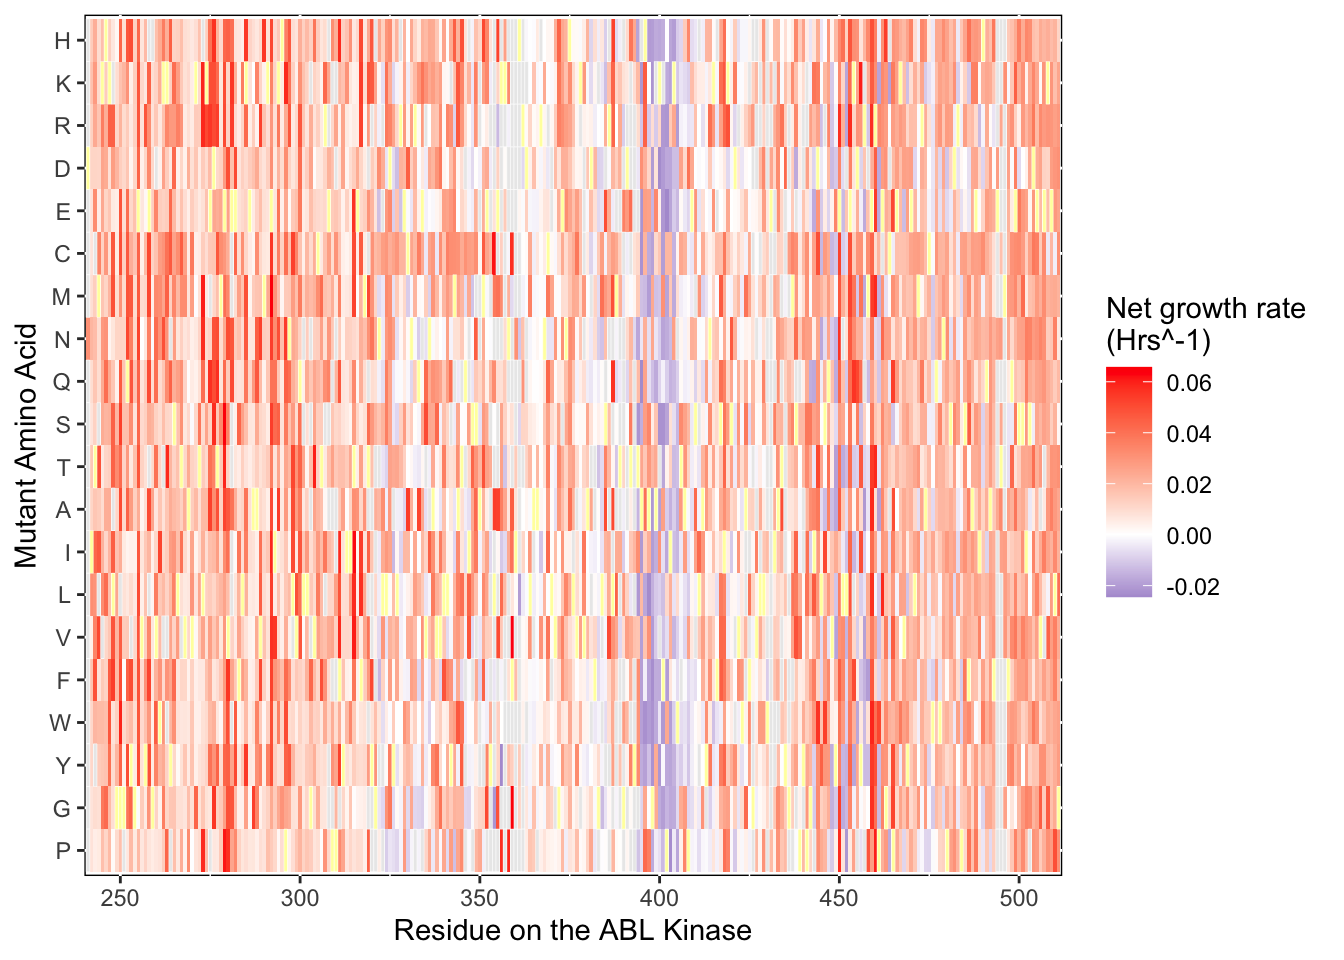 H
K
R
D
E
C
M
N
Q
S
T
A
I
L
V
F
W
Y
G
P
Mutant Amino Acid
250 300 350 400 450 500
Residue on the ABL Kinase
Net growth rate
(Hrs^-1)
0.06
0.04
0.02
0.00
-0.02